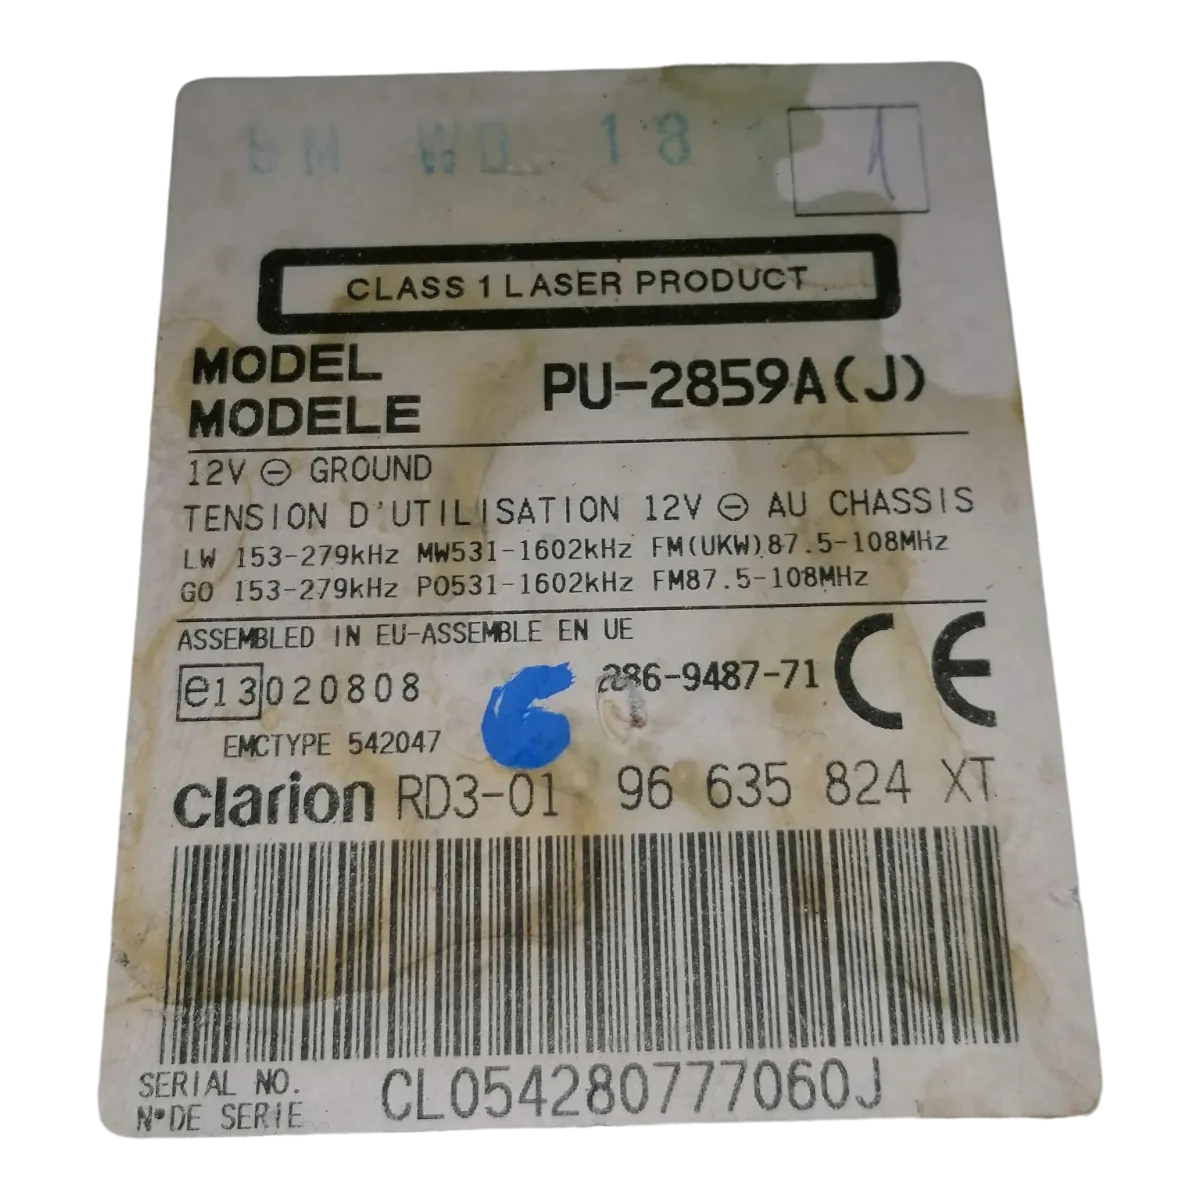 18
1
CLASS 1 LASER PRODUCT
MODEL
MODELE
PU-2859A(J)
12V ⊖ GROUND
TENSION D'UTILISATION 12V ⊖ AU CHASSIS
LW 153-279kHz MW531-1602kHz FM(UKW)87.5-108MHz
GO 153-279kHz PO531-1602kHz FM87.5-108MHz
ASSEMBLED IN EU-ASSEMBLE EN UE
e13 020808
286-9487-71
CE
6
EMCTYPE 542047
clarion RD3-01 96 635 824 XT
SERIAL NO.
N°DE SERIE
CL054280777060J